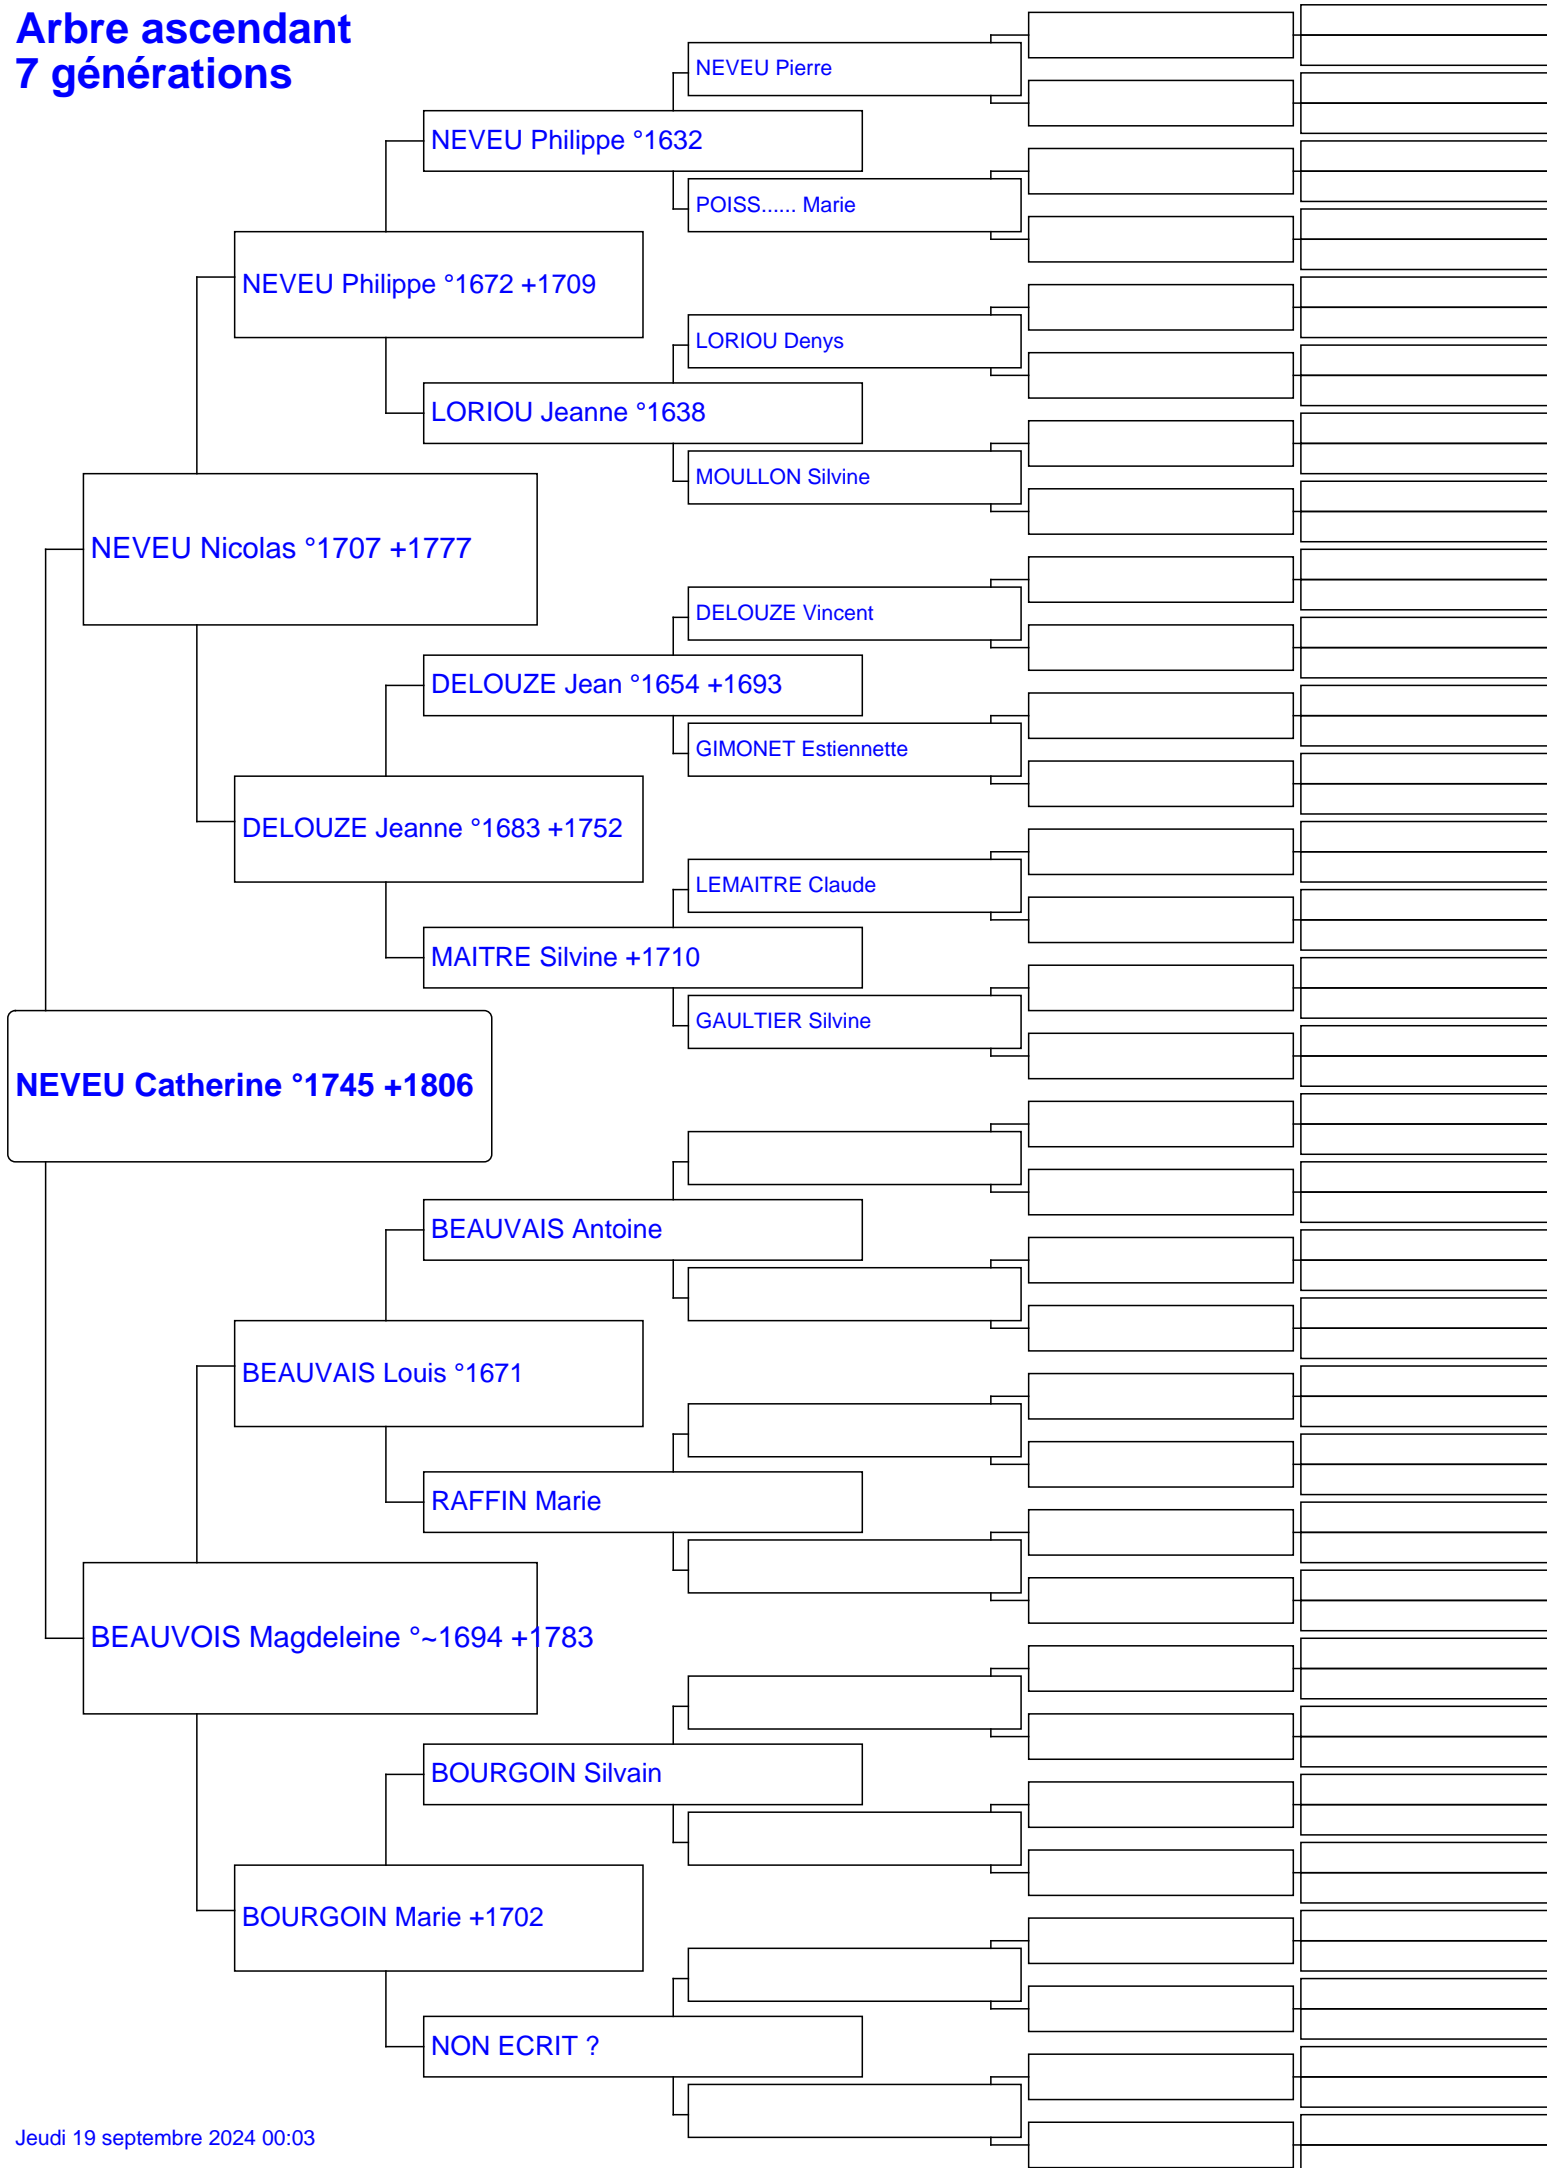 Arbre ascendant
7 générations
NEVEU Pierre
NEVEU Philippe °1632
POISS...... Marie
NEVEU Philippe °1672 +1709
LORIOU Denys
LORIOU Jeanne °1638
MOULLON Silvine
NEVEU Nicolas °1707 +1777
DELOUZE Vincent
DELOUZE Jean °1654 +1693
GIMONET Estiennette
DELOUZE Jeanne °1683 +1752
LEMAITRE Claude
MAITRE Silvine +1710
GAULTIER Silvine
NEVEU Catherine °1745 +1806
BEAUVAIS Antoine
BEAUVAIS Louis °1671
RAFFIN Marie
BEAUVOIS Magdeleine °~1694 +1783
BOURGOIN Silvain
BOURGOIN Marie +1702
NON ECRIT ?
Jeudi 19 septembre 2024 00:03